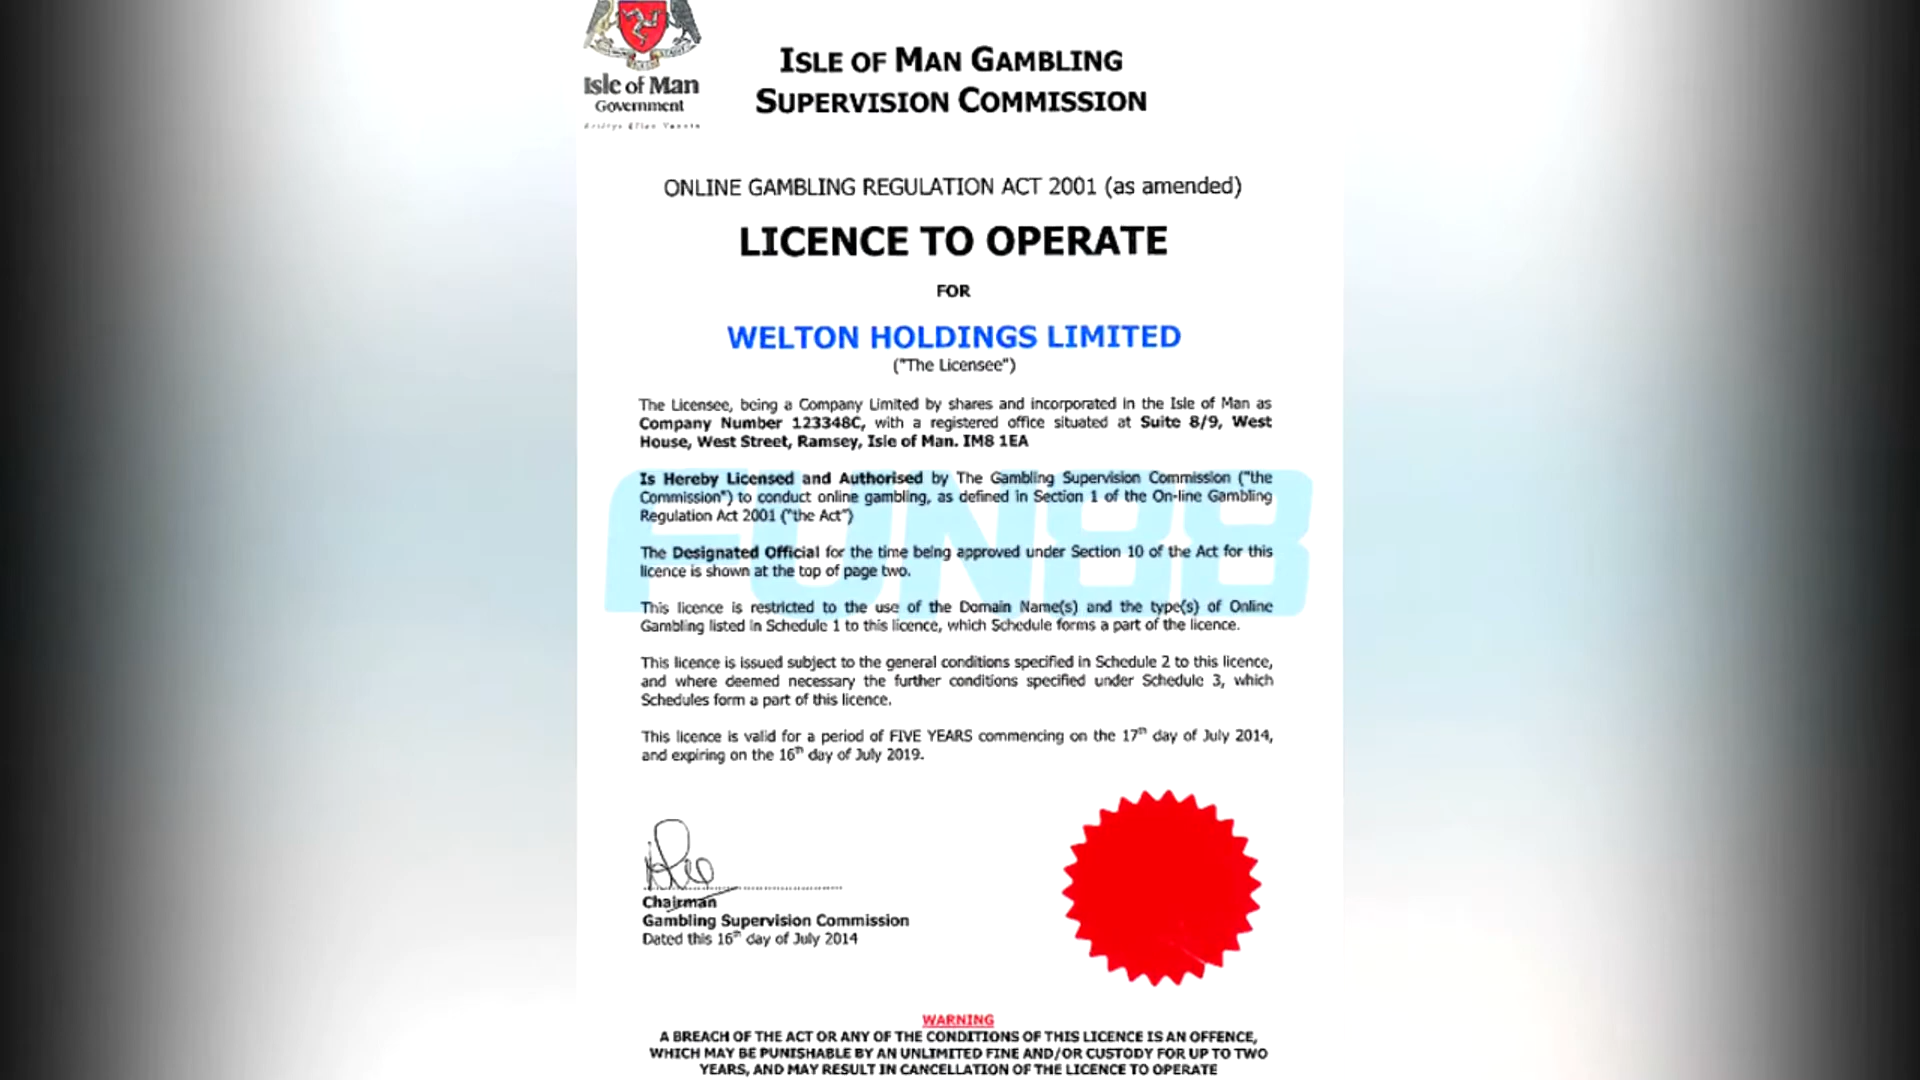 Isle of Man
Government
ISLE OF MAN GAMBLING
SUPERVISION COMMISSION
ONLINE GAMBLING REGULATION ACT 2001 (as amended)
LICENCE TO OPERATE
FOR
WELTON HOLDINGS LIMITED
("The Licensee")
The Licensee, being a Company Limited by shares and incorporated in the Isle of Man as
Company Number 123348C, with a registered office situated at Suite 8/9, West
House, West Street, Ramsey, Isle of Man. IM8 1EA
Is Hereby Licensed and Authorised by The Gambling Supervision Commission ("the
Commission") to conduct online gambling, as defined in Section 1 of the On-line Gambling
Regulation Act 2001 ("the Act")
FUN88
The Designated Official for the time being approved under Section 10 of the Act for this
licence is shown at the top of page two.
This licence is restricted to the use of the Domain Name(s) and the type(s) of Online
Gambling listed in Schedule 1 to this licence, which Schedule forms a part of the licence.
This licence is issued subject to the general conditions specified in Schedule 2 to this licence,
and where deemed necessary the further conditions specified under Schedule 3, which
Schedules form a part of this licence.
This licence is valid for a period of FIVE YEARS commencing on the 17th day of July 2014,
and expiring on the 16th day of July 2019.
Chairman
Gambling Supervision Commission
Dated this 16th day of July 2014
WARNING
A BREACH OF THE ACT OR ANY OF THE CONDITIONS OF THIS LICENCE IS AN OFFENCE,
WHICH MAY BE PUNISHABLE BY AN UNLIMITED FINE AND/OR CUSTODY FOR UP TO TWO
YEARS, AND MAY RESULT IN CANCELLATION OF THE LICENCE TO OPERATE